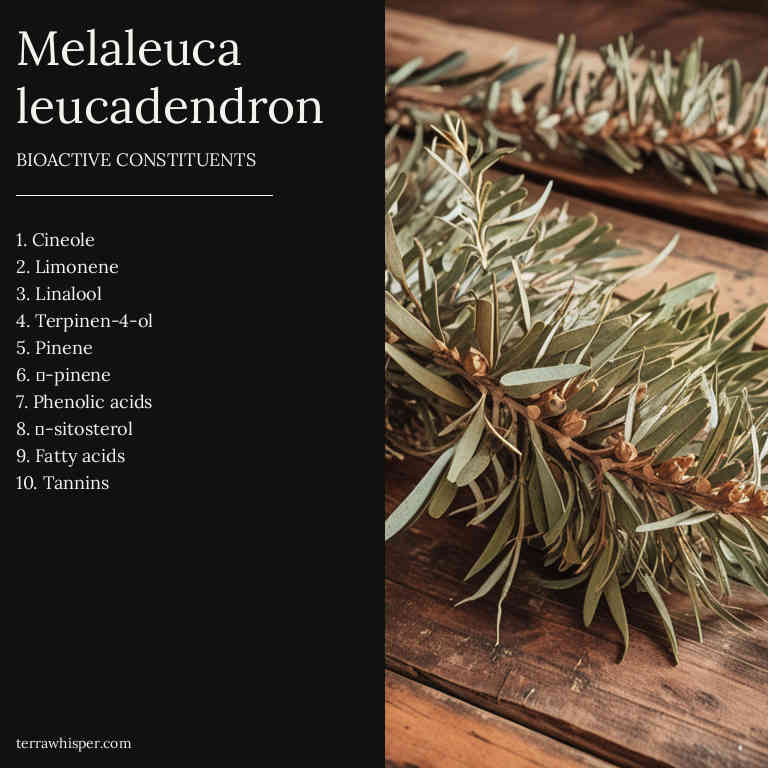 Melaleuca
leucadendron
BIOACTIVE CONSTITUENTS
1. Cineole
2. Limonene
3. Linalool
4. Terpinen-4-ol
5. Pinene
6. □-pinene
7. Phenolic acids
8. □-sitosterol
9. Fatty acids
10. Tannins
terrawhisper.com